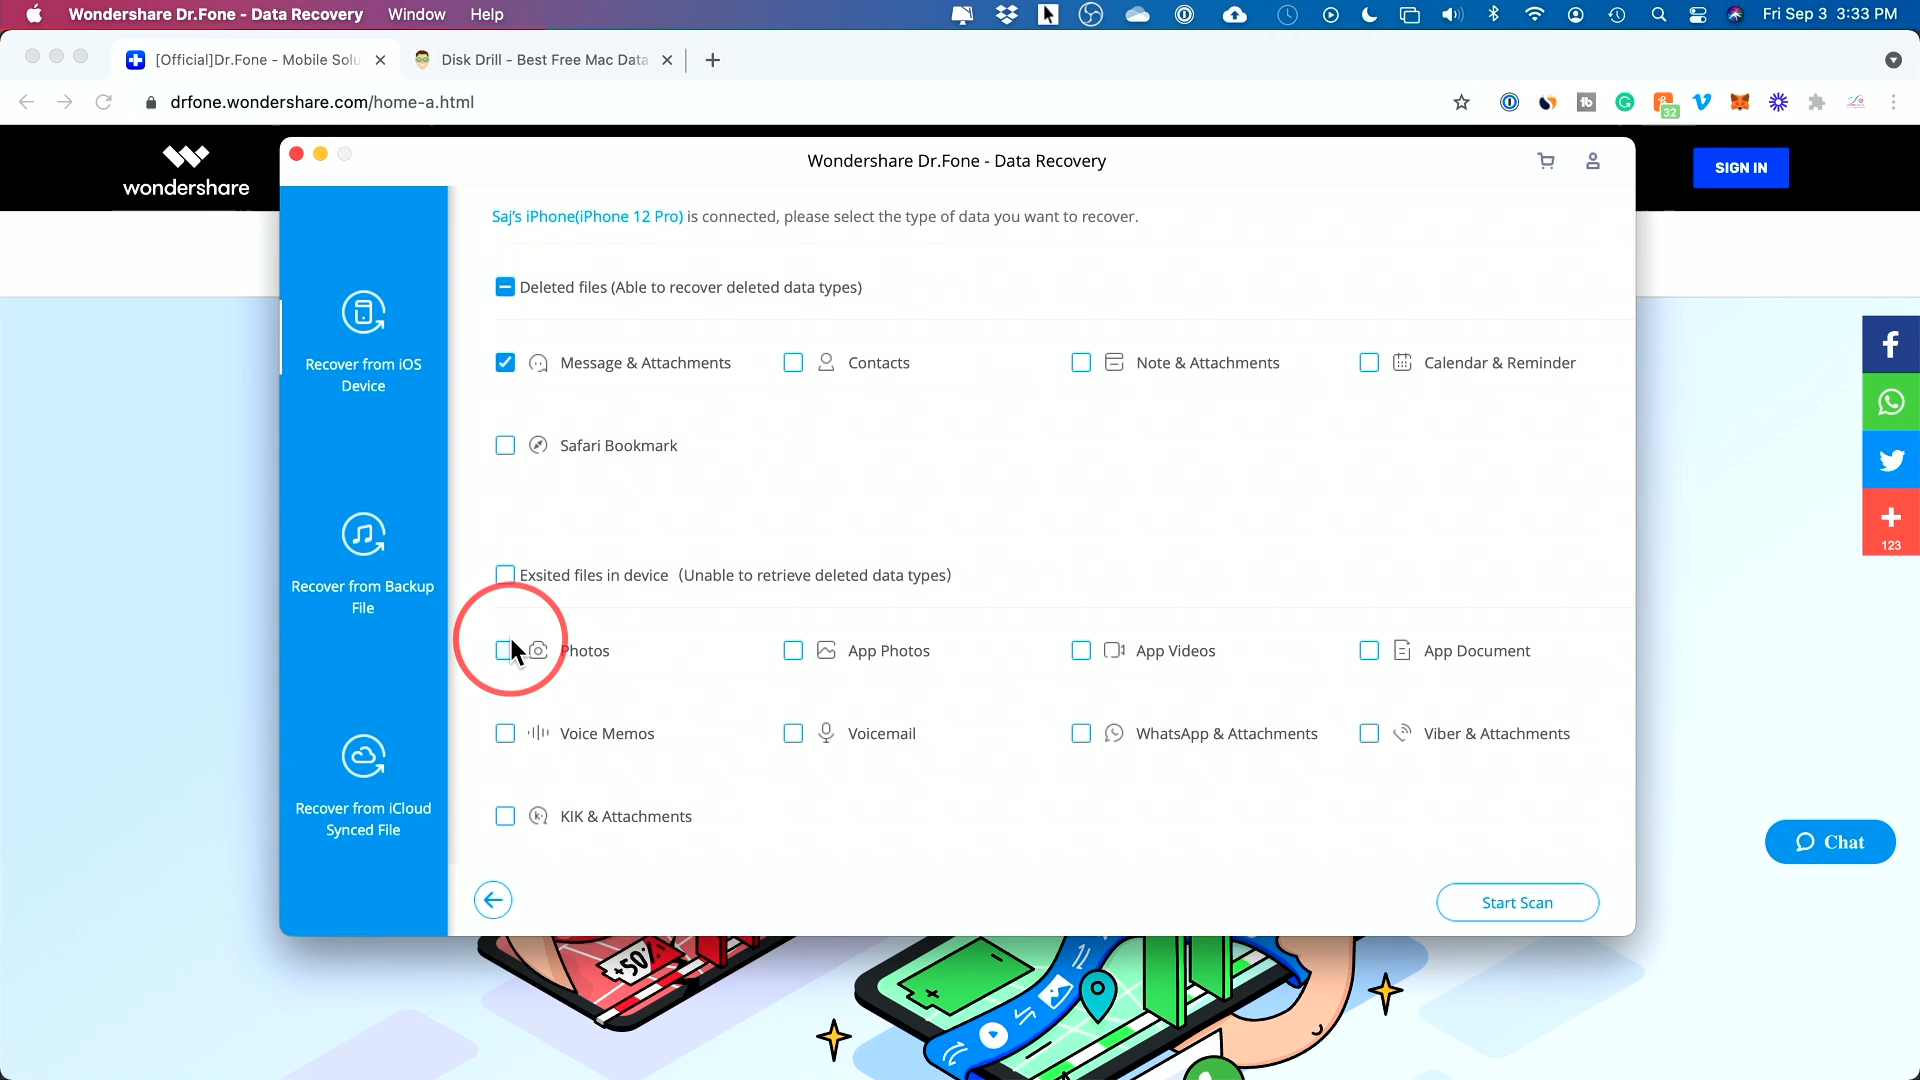 Wondershare Dr.Fone - Data Recovery Window Help Fri Sep 3 3:33 PM
[Official]Dr.Fone - Mobile Solu Disk Drill - Best Free Mac Data
drfone.wondershare.com/home-a.html
32
wondershare
SIGN IN
Wondershare Dr.Fone - Data Recovery
Saj's iPhone(iPhone 12 Pro) is connected, please select the type of data you want to recover.
Deleted files (Able to recover deleted data types)
Message & Attachments Contacts Note & Attachments Calendar & Reminder
Safari Bookmark
Exsited files in device (Unable to retrieve deleted data types)
Photos App Photos App Videos App Document
Voice Memos Voicemail WhatsApp & Attachments Viber & Attachments
KIK & Attachments
Start Scan
Recover from iOS
Device
Recover from Backup
File
Recover from iCloud
Synced File
123
Chat
+50%